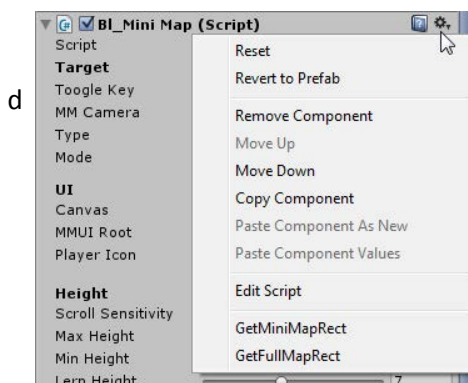 Bl_Mini Map (Script)
Script
Target
d
Toogle Key
MM Camera
Type
Mode
UI
Canvas
MMUI Root
Player Icon
Height
Scroll Sensitivity
Max Height
Min Height
Lerp Height
7
Reset
Revert to Prefab
Remove Component
Move Up
Move Down
Copy Component
Paste Component As New
Paste Component Values
Edit Script
GetMiniMapRect
GetFullMapRect